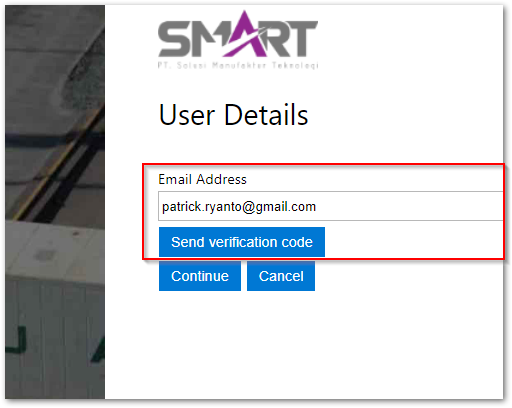 SMART
PT. Solusi Manufaktur Teknologi
User Details
Email Address
patrick.ryanto@gmail.com
Send verification code
Continue Cancel